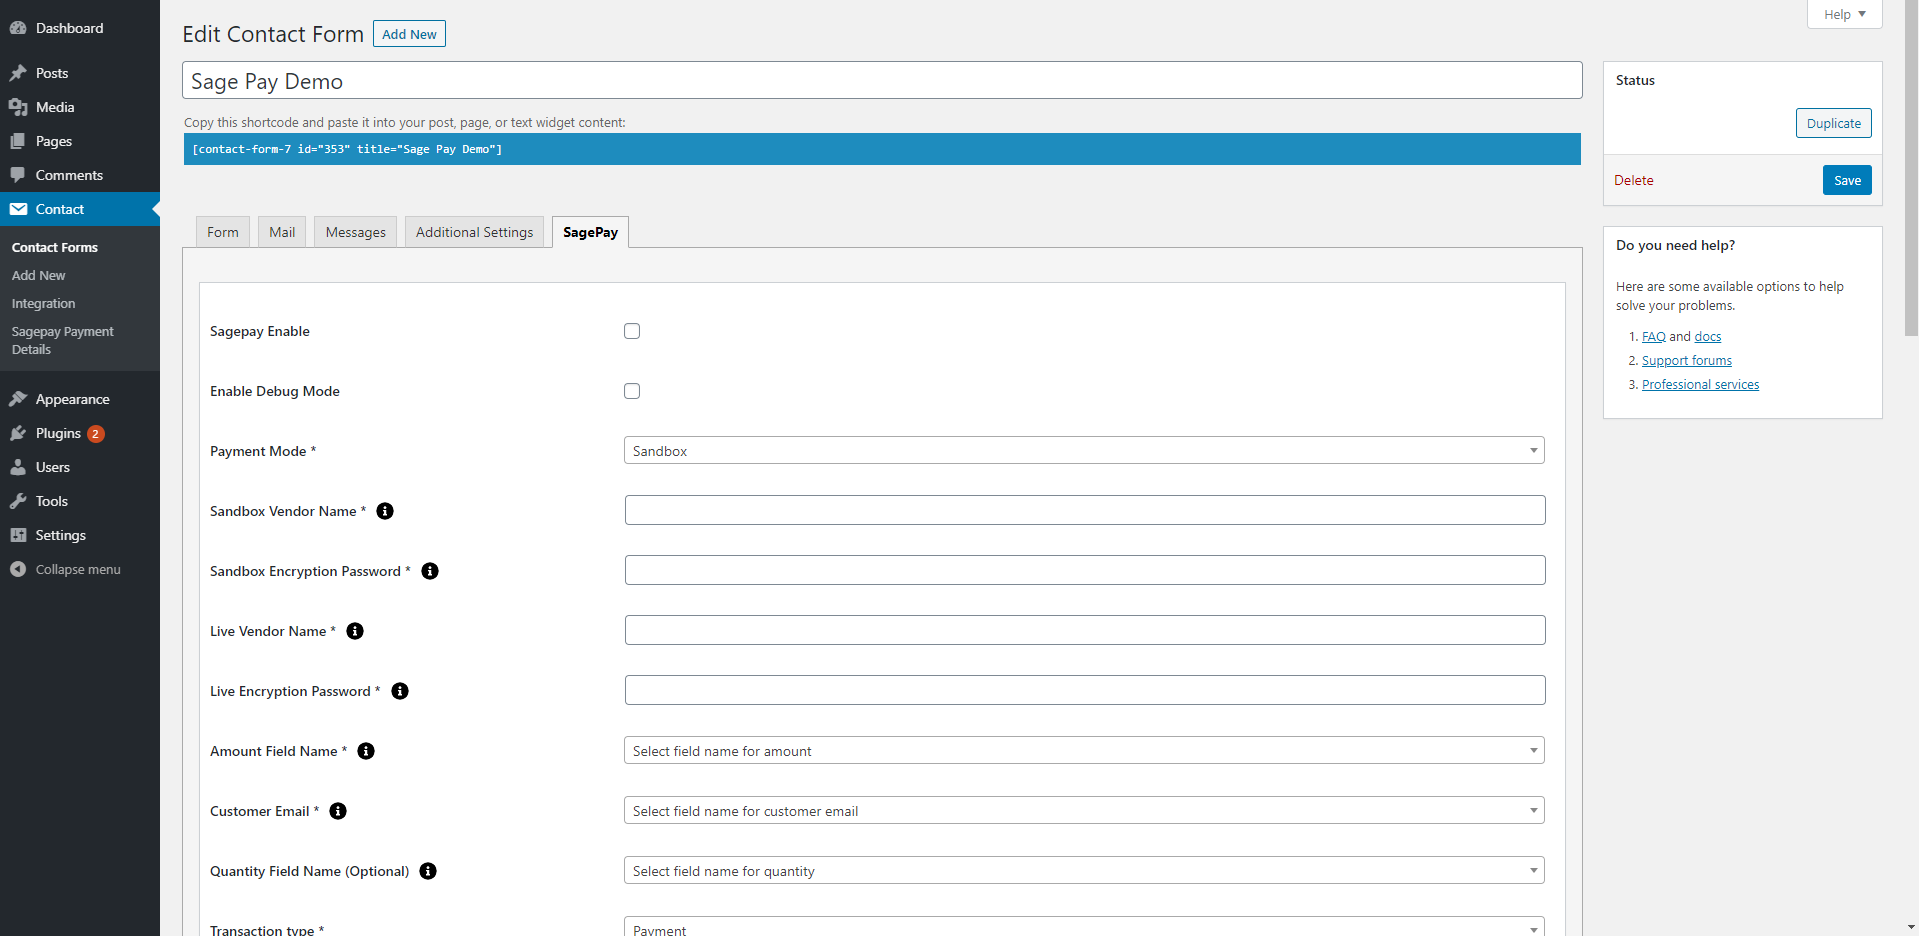 Dashboard
Posts
Media
Pages
Comments
Contact
Contact Forms
Add New
Integration
Sagepay Payment
Details
Appearance
Plugins 2
Users
Tools
Settings
Collapse menu
Help
Edit Contact Form Add New
Sage Pay Demo
Copy this shortcode and paste it into your post, page, or text widget content:
[contact-form-7 id="353" title="Sage Pay Demo"]
Form Mail Messages Additional Settings SagePay
Sagepay Enable
Enable Debug Mode
Payment Mode * Sandbox
Sandbox Vendor Name *
Sandbox Encryption Password *
Live Vendor Name *
Live Encryption Password *
Amount Field Name * Select field name for amount
Customer Email * Select field name for customer email
Quantity Field Name (Optional) Select field name for quantity
Transaction type * Payment
Status
Duplicate
Delete Save
Do you need help?
Here are some available options to help
solve your problems.
1. FAQ and docs
2. Support forums
3. Professional services